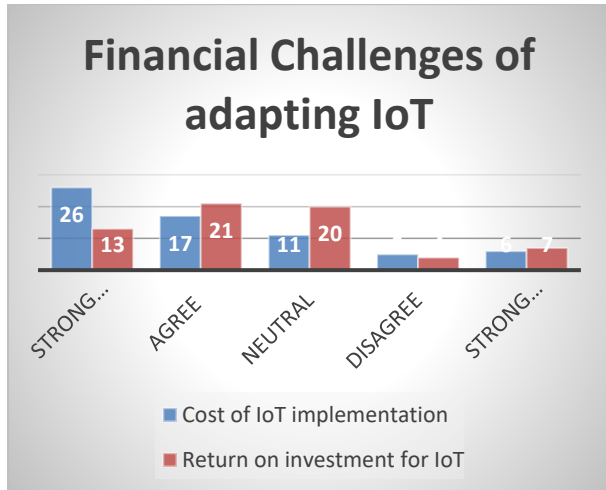 Financial Challenges of
adapting IoT
26
13
17
21
11
20
6
7
STRONG...
AGREE
NEUTRAL
DISAGREE
STRONG...
Cost of IoT implementation
Return on investment for IoT